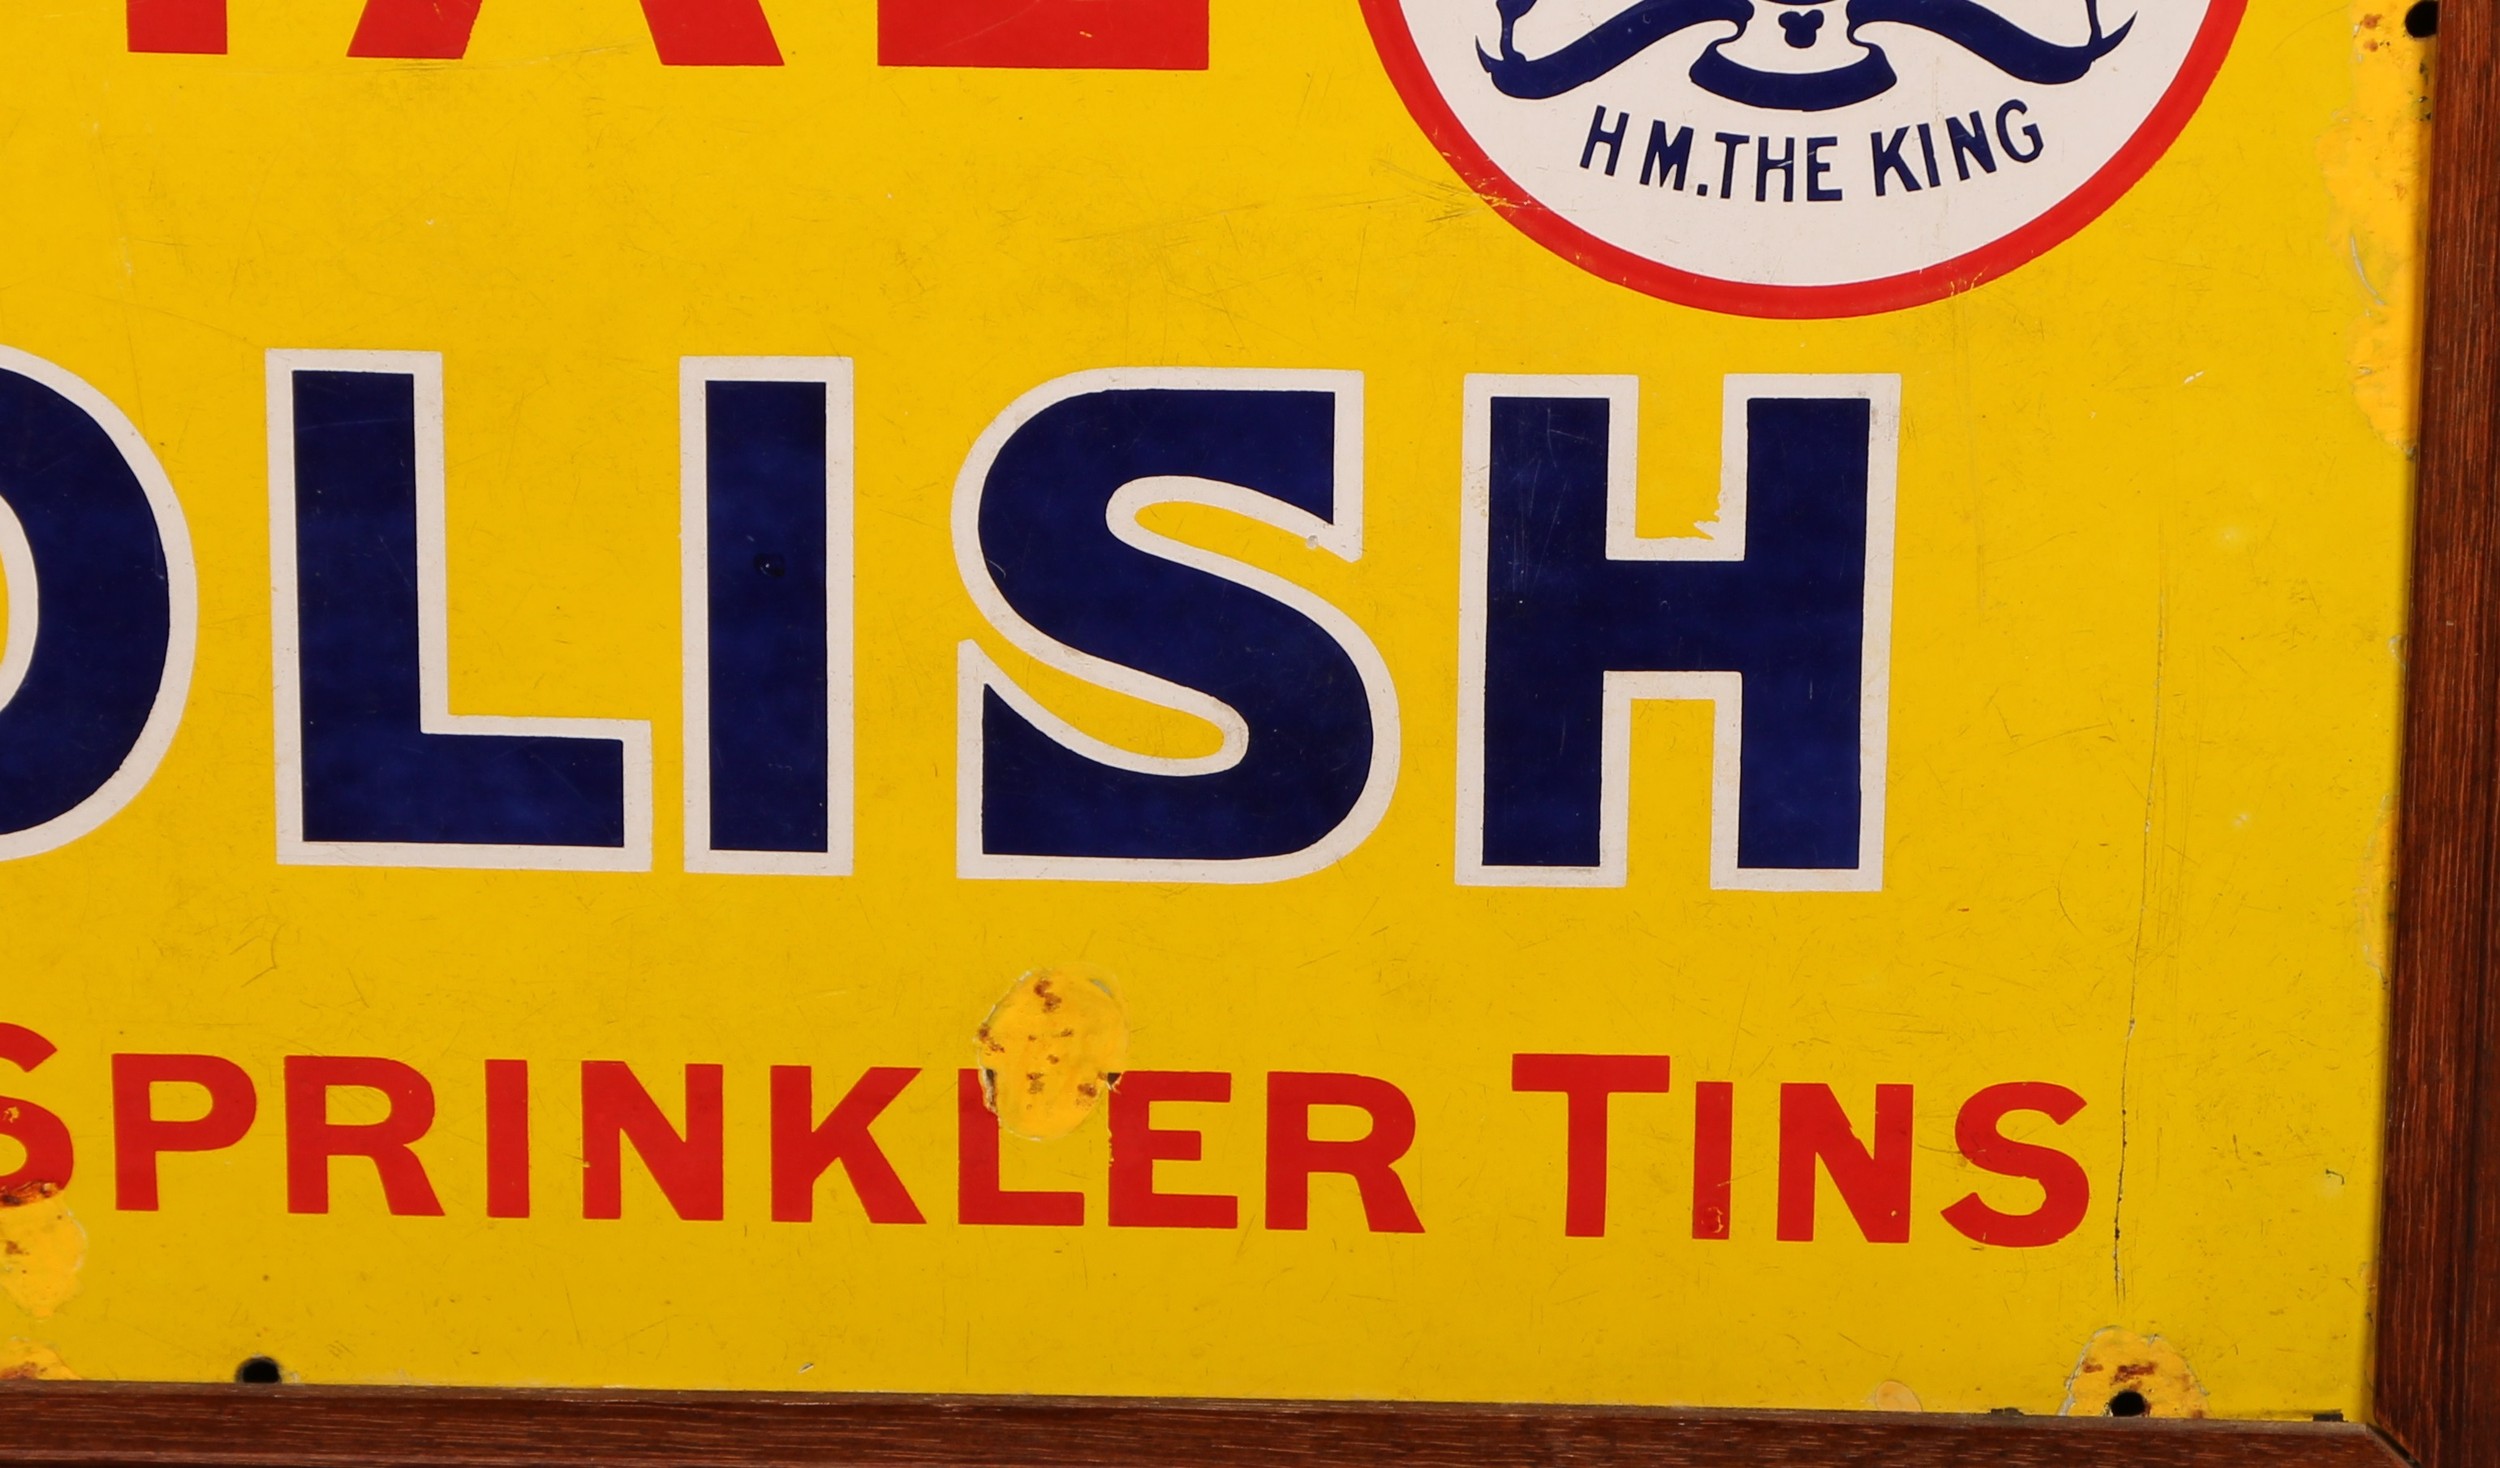 H M. THE KING
OLISH
SPRINKLER TINS